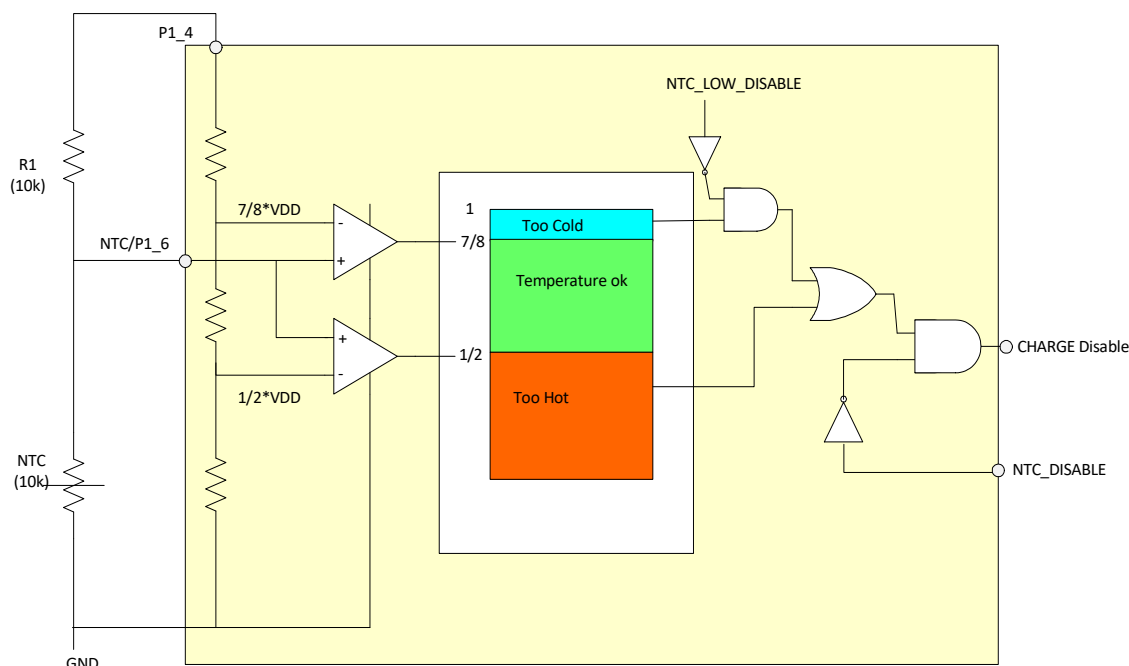 P1_4
NTC_LOW_DISABLE
R1
(10k)
7/8*VDD
-
+
1
Too Cold
7/8
NTC/P1_6
Temperature ok
+
-
1/2
CHARGE Disable
1/2*VDD
Too Hot
NTC
(10k)
NTC_DISABLE
GND